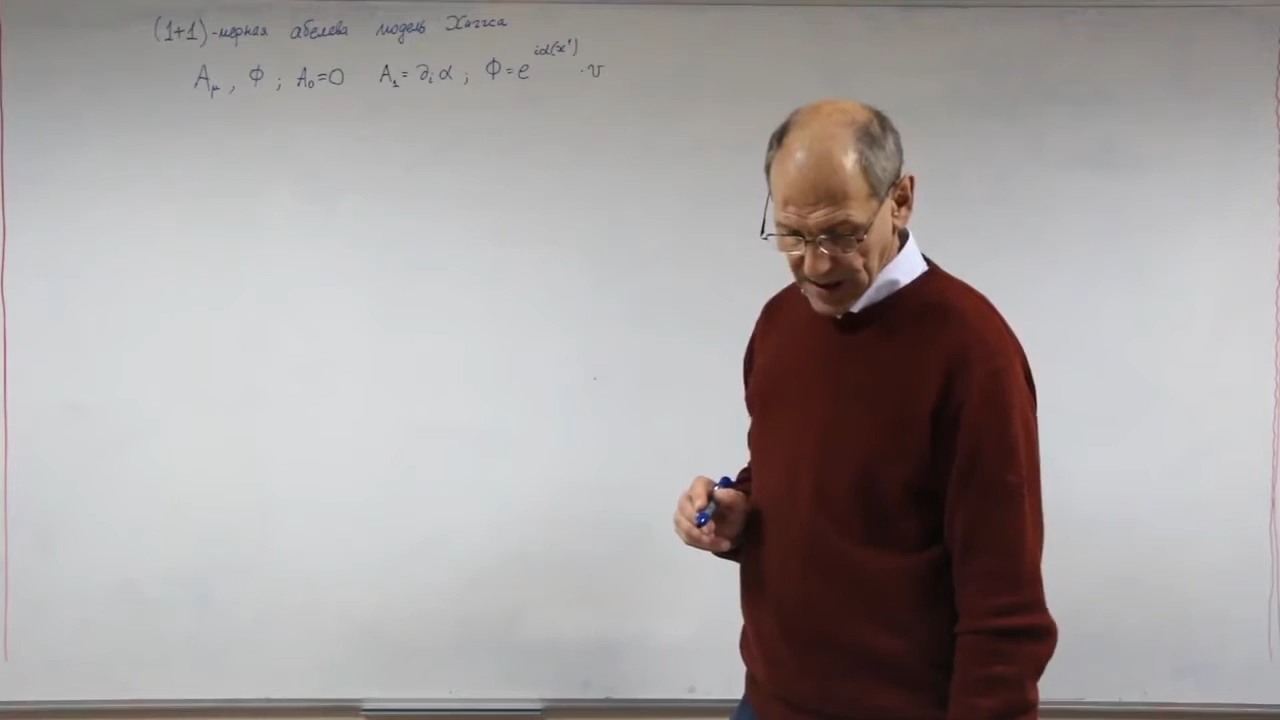 (1+1)-мерная абелева модель Хиггса
A_μ, Φ ; A₀=0 A₁=∂₁α ; Φ=e^{iα(x¹)}·v